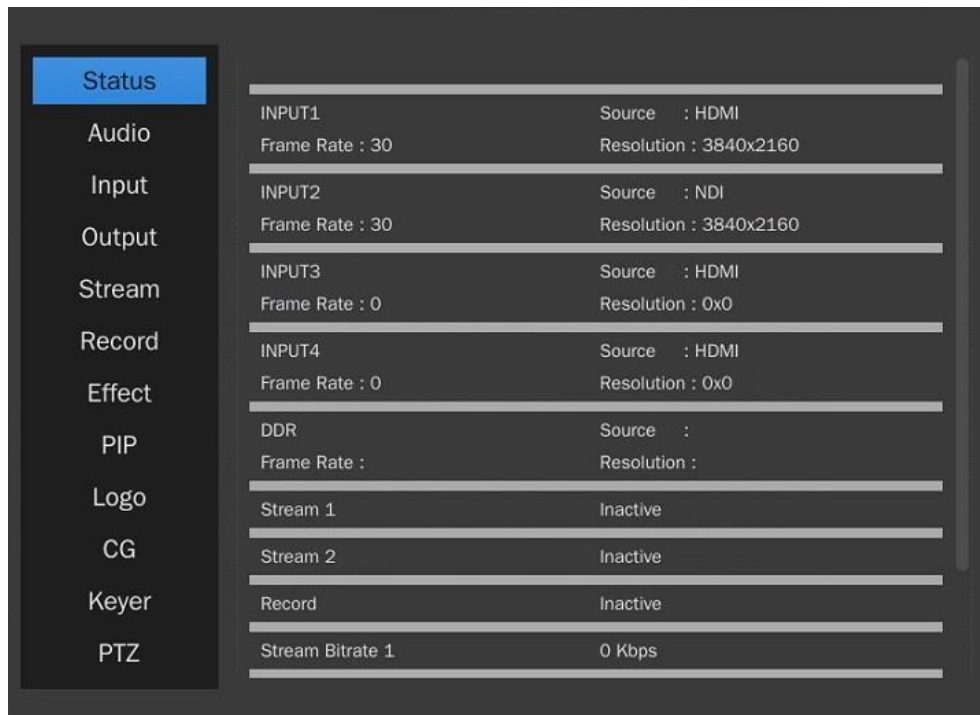 Status
Audio
Input
Output
Stream
Record
Effect
PIP
Logo
CG
Keyer
PTZ
INPUT1 Source : HDMI
Frame Rate : 30 Resolution : 3840x2160
INPUT2 Source : NDI
Frame Rate : 30 Resolution : 3840x2160
INPUT3 Source : HDMI
Frame Rate : 0 Resolution : 0x0
INPUT4 Source : HDMI
Frame Rate : 0 Resolution : 0x0
DDR Source :
Frame Rate : Resolution :
Stream 1 Inactive
Stream 2 Inactive
Record Inactive
Stream Bitrate 1 0 Kbps